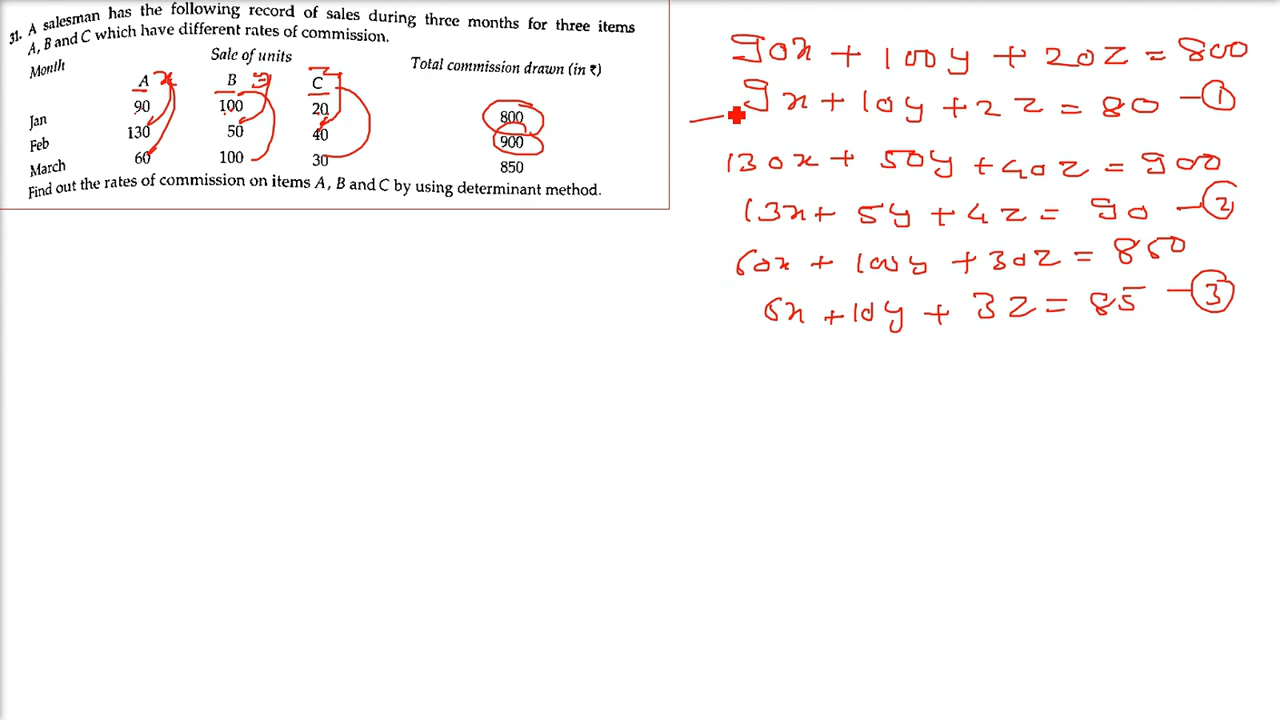 31. A salesman has the following record of sales during three months for three items
A, B and C which have different rates of commission.
Month Sale of units Total commission drawn (in ₹)
A x B y C z
Jan 90 100 20 800
Feb 130 50 40 900
March 60 100 30 850
Find out the rates of commission on items A, B and C by using determinant method.
90x + 100y + 20z = 800
9x + 10y + 2z = 80 — 1
130x + 50y + 40z = 900
13x + 5y + 4z = 90 — 2
60x + 100y + 30z = 850
6x + 10y + 3z = 85 — 3